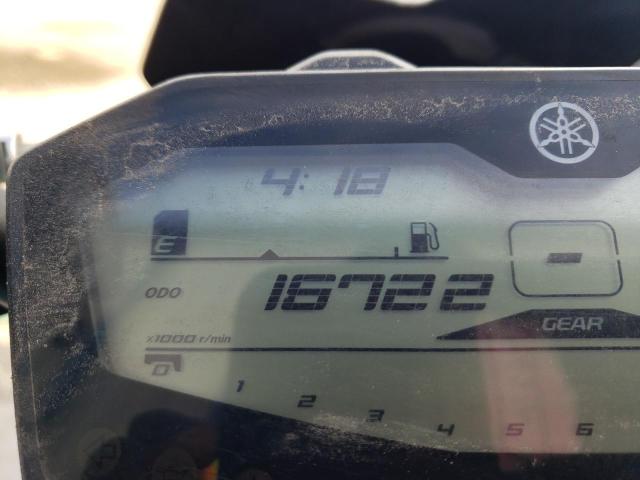 4:18
E
ODO 16722
-
GEAR
x1000 r/min
0 1 2 3 4 5 6